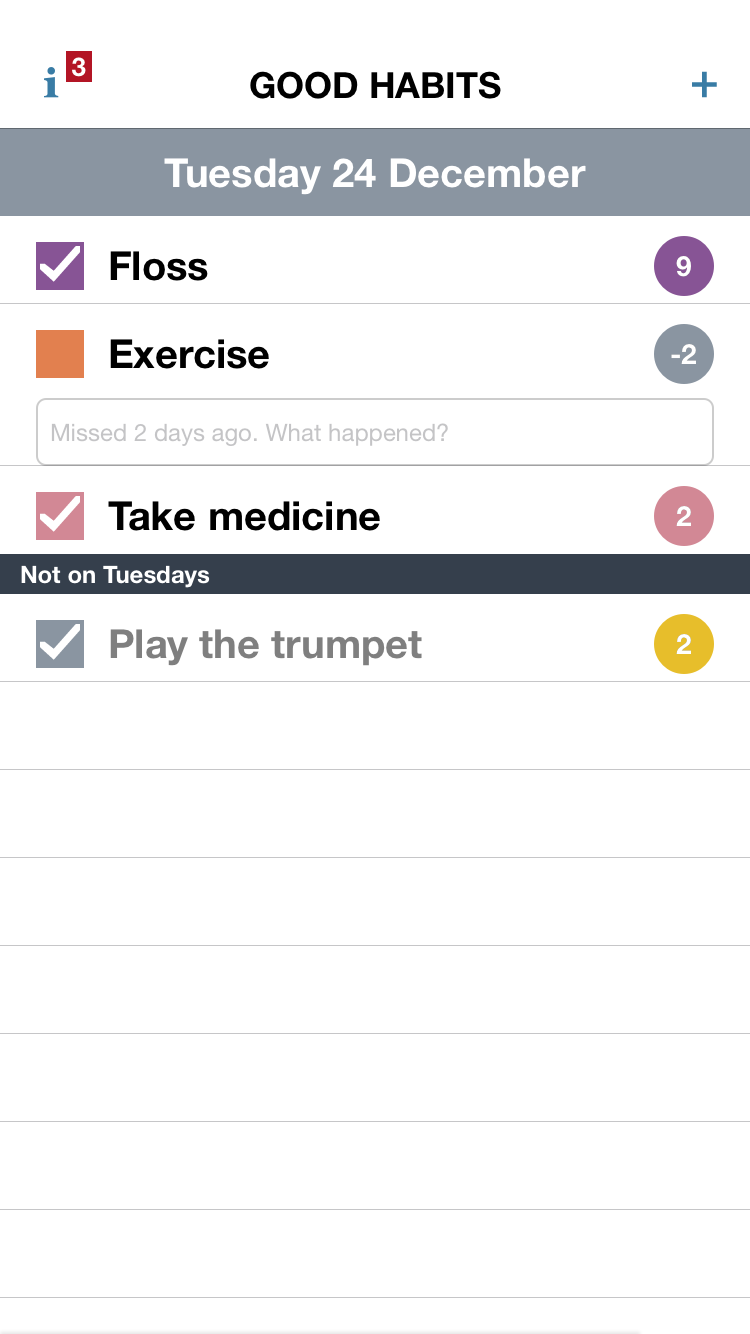 i 3
GOOD HABITS
+
Tuesday 24 December
Floss 9
Exercise -2
Missed 2 days ago. What happened?
Take medicine 2
Not on Tuesdays
Play the trumpet 2